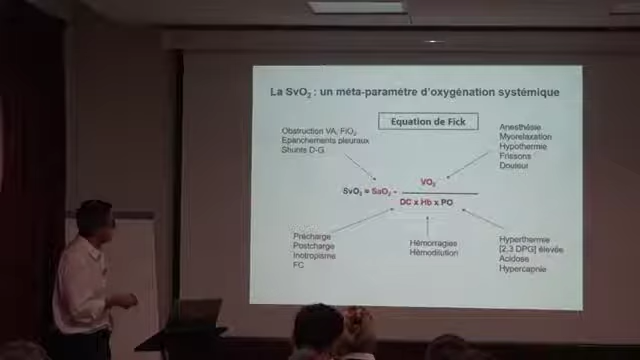 La SvO₂ : un méta-paramètre d'oxygénation systémique
Equation de Fick
Obstruction VA, FiO₂
Epanchements pleuraux
Shunts D-G
Anesthésie
Myorelaxation
Hypothermie
Frissons
Douleur
VO₂
SvO₂ = SaO₂ -
DC x Hb x PO
Précharge
Postcharge
Inotropisme
FC
Hémorragies
Hémodilution
Hyperthermie
[2,3 DPG] élevée
Acidose
Hypercapnie